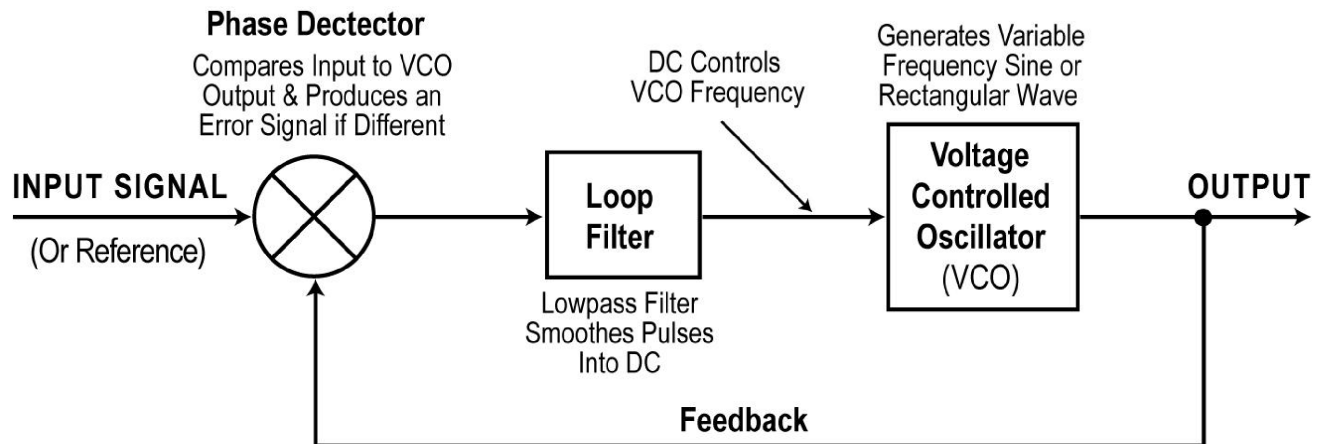 Phase Dectector
Compares Input to VCO
Output & Produces an
Error Signal if Different
INPUT SIGNAL
(Or Reference)
Loop
Filter
Lowpass Filter
Smoothes Pulses
Into DC
DC Controls
VCO Frequency
Generates Variable
Frequency Sine or
Rectangular Wave
Voltage
Controlled
Oscillator
(VCO)
OUTPUT
Feedback